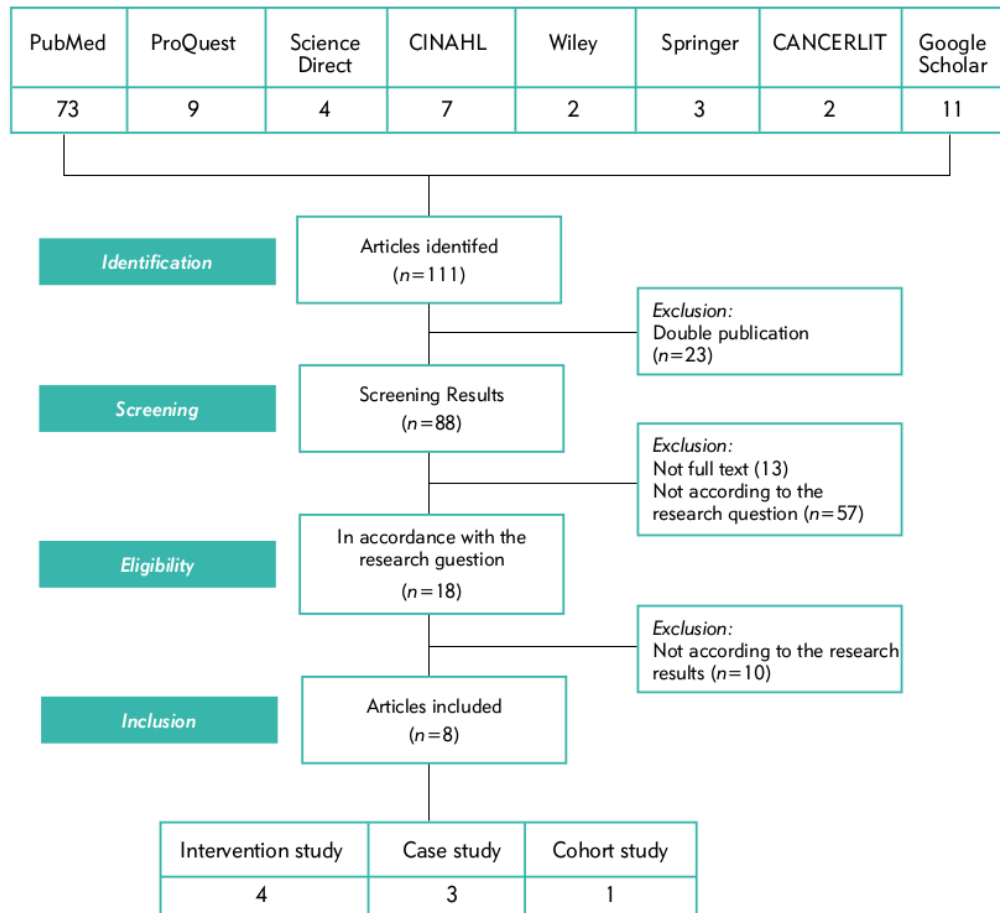 PubMed ProQuest Science Direct CINAHL Wiley Springer CANCERLIT Google Scholar
73 9 4 7 2 3 2 11
Identification
Articles identifed
(n=111)
Exclusion:
Double publication
(n=23)
Screening
Screening Results
(n=88)
Exclusion:
Not full text (13)
Not according to the
research question (n=57)
Eligibility
In accordance with the
research guestion
(n=18)
Exclusion:
Not according to the research
results (n=10)
Inclusion
Articles included
(n=8)
Intervention study Case study Cohort study
4 3 1